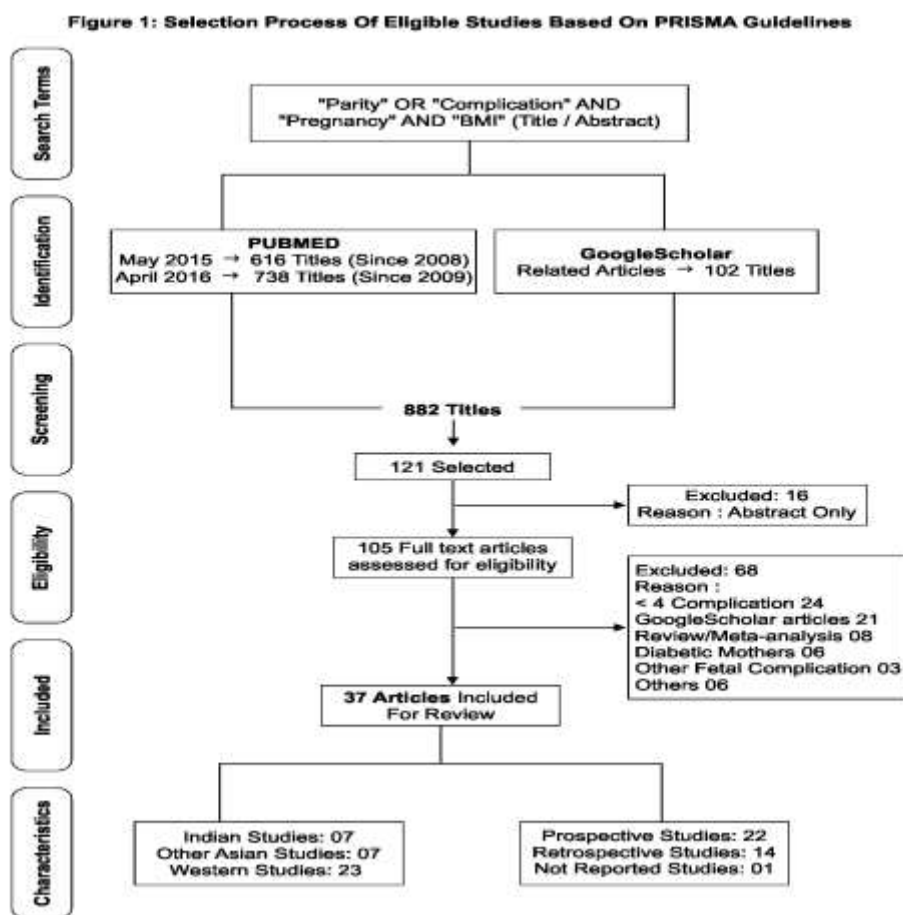 Figure 1: Selection Process Of Eligible Studies Based On PRISMA Guidelines
Search Terms
"Parity" OR "Complication" AND
"Pregnancy" AND "BMI" (Title / Abstract)
Identification
PUBMED
May 2015 → 616 Titles (Since 2008)
April 2016 → 738 Titles (Since 2009)
GoogleScholar
Related Articles → 102 Titles
Screening
882 Titles
121 Selected
Excluded: 16
Reason : Abstract Only
Eligibility
105 Full text articles
assessed for eligibility
Excluded: 68
Reason :
< 4 Complication 24
GoogleScholar articles 21
Review/Meta-analysis 08
Diabetic Mothers 06
Other Fetal Complication 03
Others 06
Included
37 Articles Included
For Review
Characteristics
Indian Studies: 07
Other Asian Studies: 07
Western Studies: 23
Prospective Studies: 22
Retrospective Studies: 14
Not Reported Studies: 01